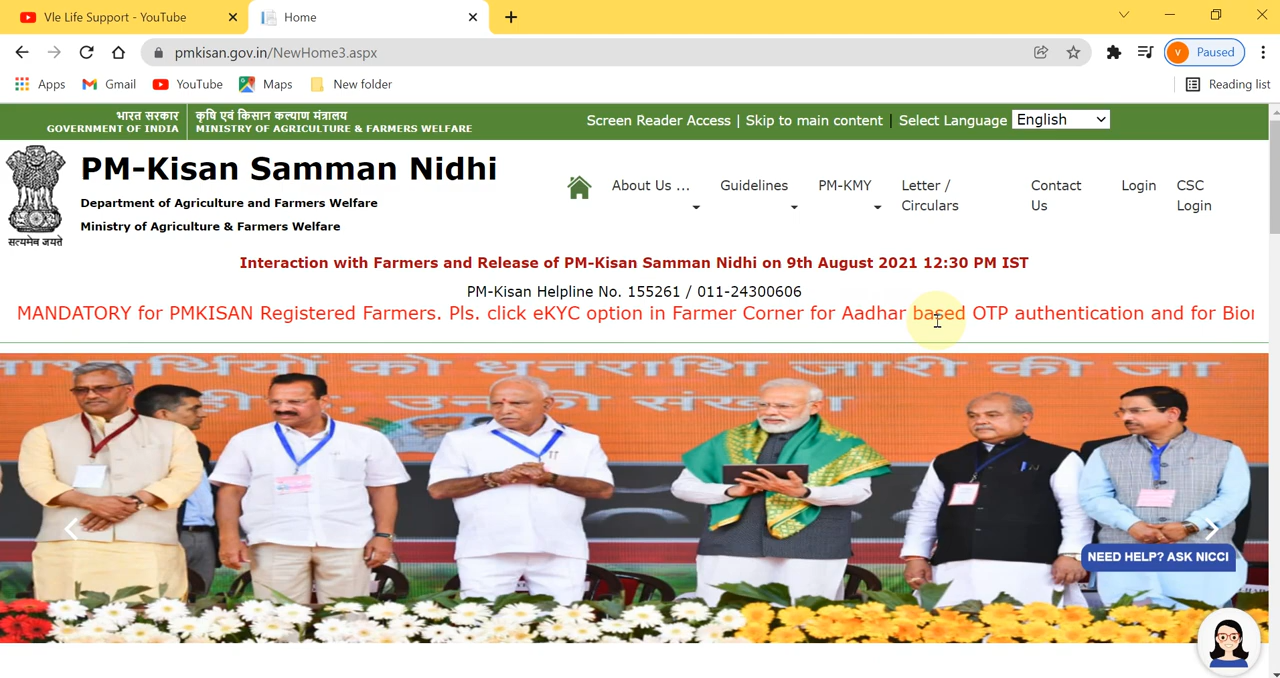 Vle Life Support - YouTube
Home
pmkisan.gov.in/NewHome3.aspx
V Paused
Apps
Gmail
YouTube
Maps
New folder
Reading list
भारत सरकार
GOVERNMENT OF INDIA
कृषि एवं किसान कल्याण मंत्रालय
MINISTRY OF AGRICULTURE & FARMERS WELFARE
Screen Reader Access | Skip to main content | Select Language English
PM-Kisan Samman Nidhi
Department of Agriculture and Farmers Welfare
Ministry of Agriculture & Farmers Welfare
सत्यमेव जयते
About Us ...
Guidelines
PM-KMY
Letter /
Circulars
Contact
Us
Login
CSC
Login
Interaction with Farmers and Release of PM-Kisan Samman Nidhi on 9th August 2021 12:30 PM IST
PM-Kisan Helpline No. 155261 / 011-24300606
MANDATORY for PMKISAN Registered Farmers. Pls. click eKYC option in Farmer Corner for Aadhar based OTP authentication and for Bior
को धनराशि जारी की जा
उनकी संख्या
NEED HELP? ASK NICCI